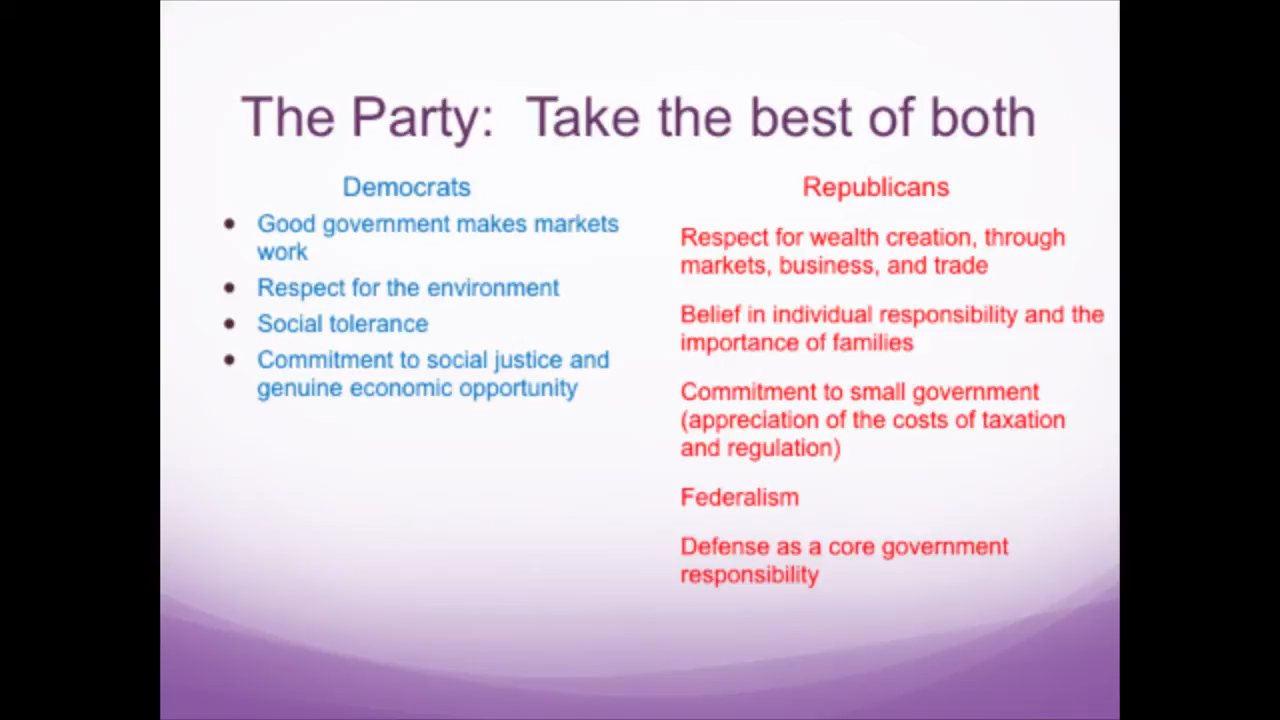 The Party: Take the best of both
Democrats
Good government makes markets
work
Respect for the environment
Social tolerance
Commitment to social justice and
genuine economic opportunity
Republicans
Respect for wealth creation, through
markets, business, and trade
Belief in individual responsibility and the
importance of families
Commitment to small government
(appreciation of the costs of taxation
and regulation)
Federalism
Defense as a core government
responsibility